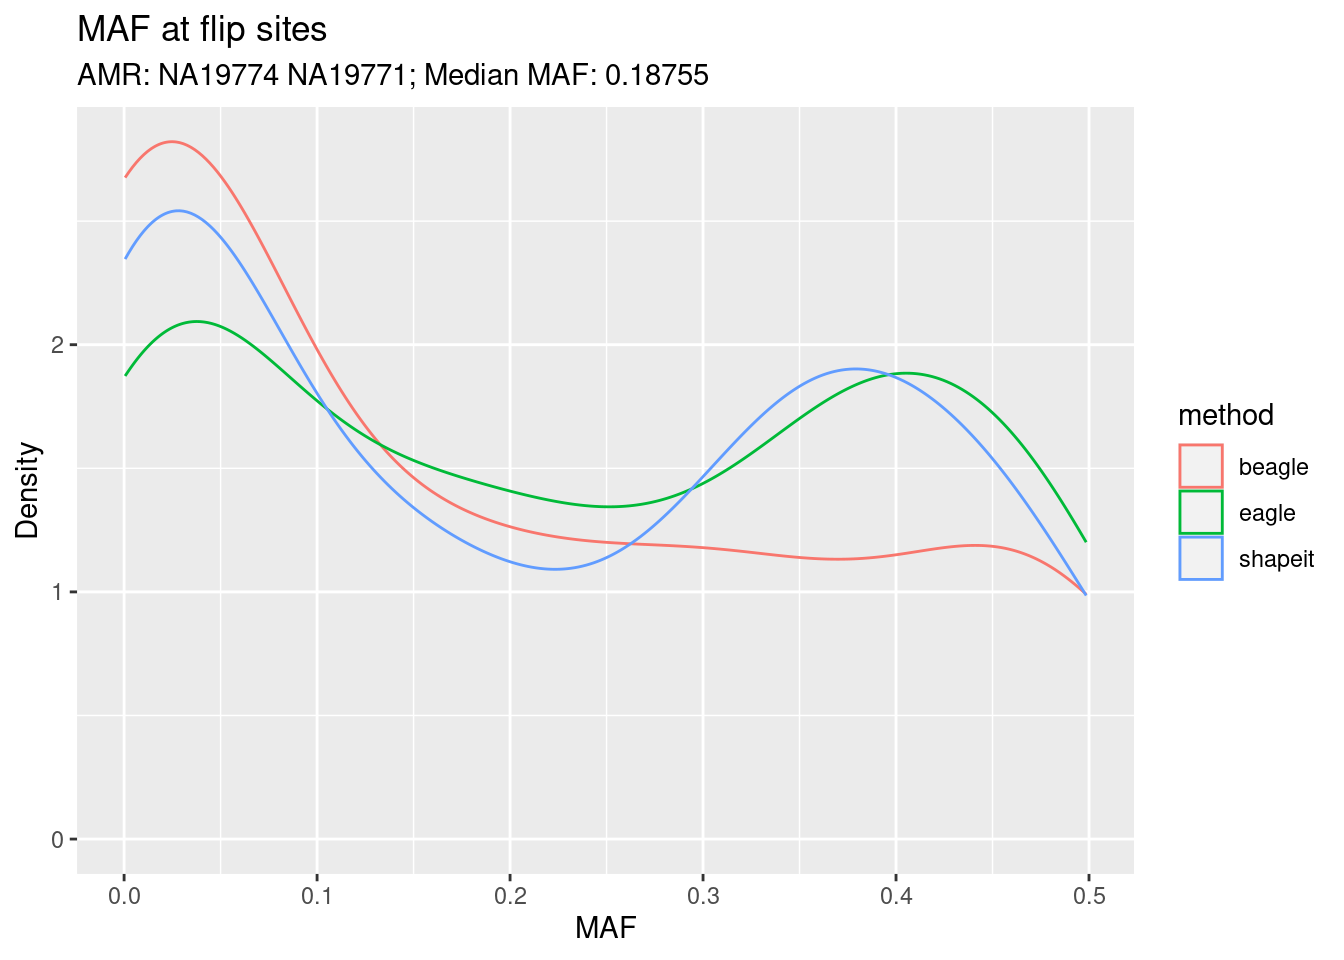 MAF at flip sites
AMR: NA19774 NA19771; Median MAF: 0.18755
Density
2
1
0
0.0 0.1 0.2 0.3 0.4 0.5
MAF
method
beagle
eagle
shapeit